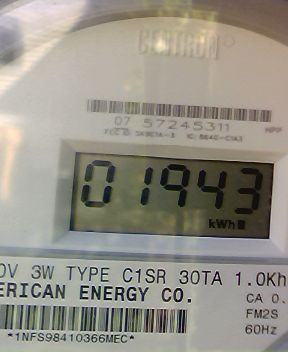 CENTRON®
07 57245311
HPP
01943
kWh
0V 3W TYPE C1SR 30TA 1.0Kh
ERICAN ENERGY CO.
CA 0.
FM2S
60Hz
*1NFS98410366MEC*